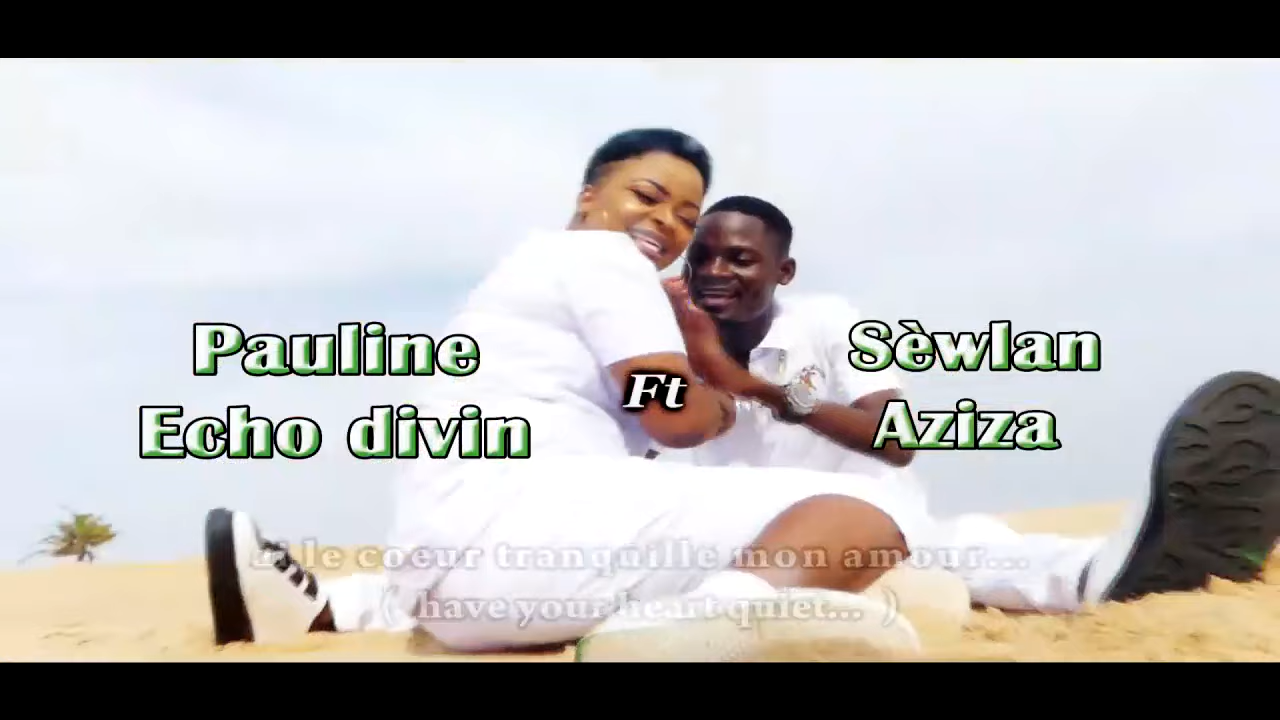 Pauline
Echo divin
Ft
Sèwlan
Aziza
le coeur tranquille mon amour...
( have your heart quiet... )